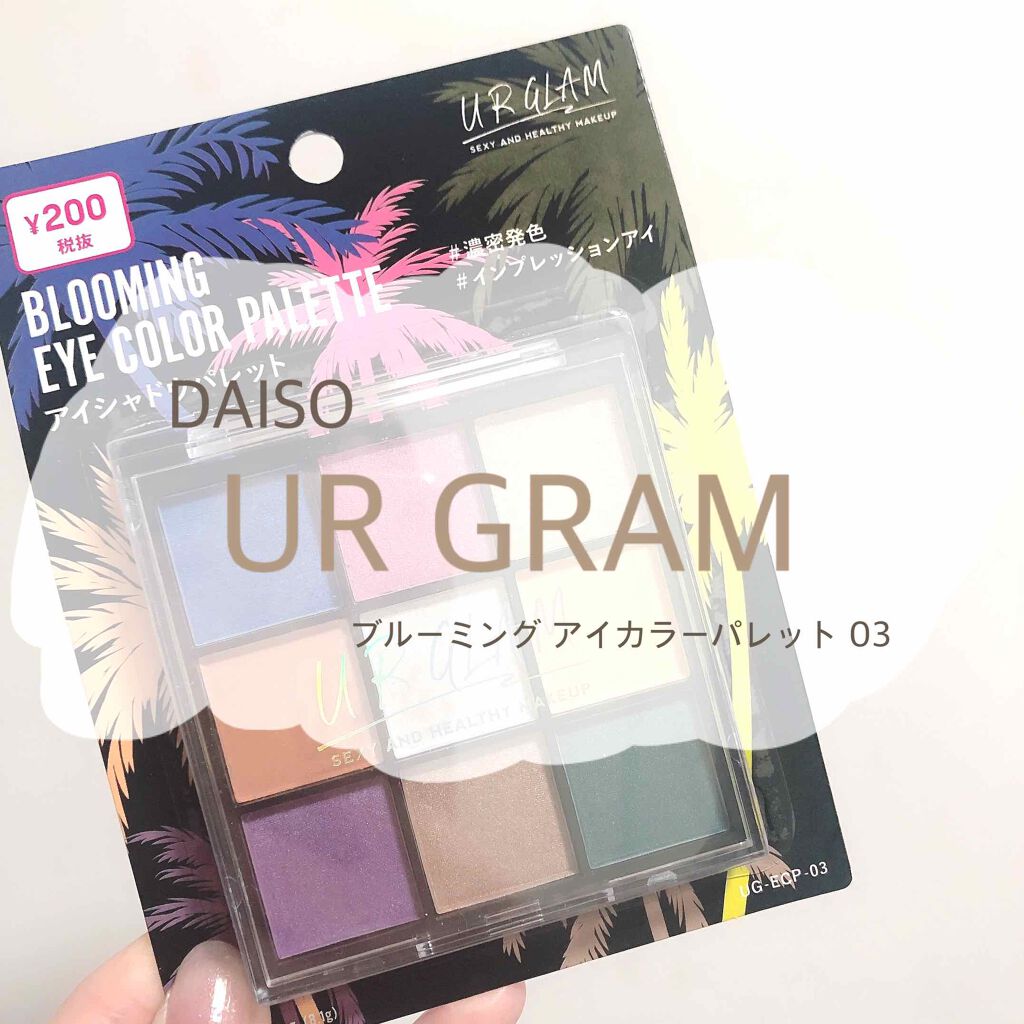 UR GLAM
SEXY AND HEALTHY MAKEUP
¥200
税抜
#濃密発色
#インプレッションアイ
BLOOMING
EYE COLOR PALETTE
アイシャドウパレット
DAISO
UR GRAM
ブルーミング アイカラーパレット 03
UR GLAM
SEXY AND HEALTHY MAKEUP
UG-ECP-03
(8.1g)